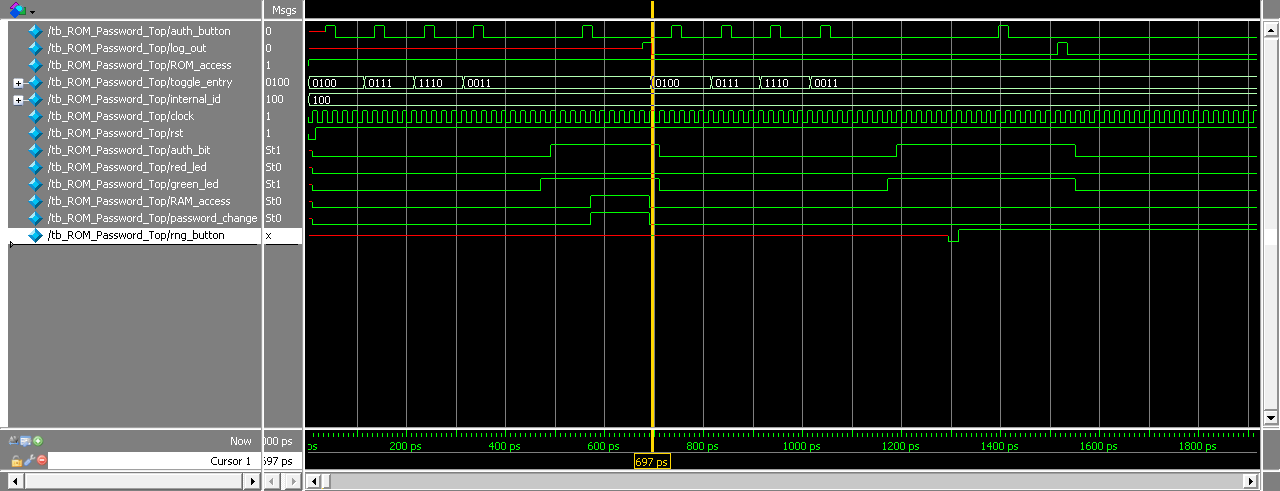 Msgs
/tb_ROM_Password_Top/auth_button 0
/tb_ROM_Password_Top/log_out 0
/tb_ROM_Password_Top/ROM_access 1
/tb_ROM_Password_Top/toggle_entry 0100 0100 0111 1110 0011 0100 0111 1110 0011
/tb_ROM_Password_Top/internal_id 100 100
/tb_ROM_Password_Top/clock 1
/tb_ROM_Password_Top/rst 1
/tb_ROM_Password_Top/auth_bit St1
/tb_ROM_Password_Top/red_led St0
/tb_ROM_Password_Top/green_led St1
/tb_ROM_Password_Top/RAM_access St0
/tb_ROM_Password_Top/password_change St0
/tb_ROM_Password_Top/rng_button x
Now 000 ps ps 200 ps 400 ps 600 ps 800 ps 1000 ps 1200 ps 1400 ps 1600 ps 1800 ps
Cursor 1 697 ps 697 ps